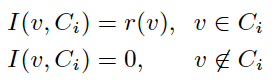 I(v, C_i) = r(v), v ∈ C_i
I(v, C_i) = 0, v ∉ C_i